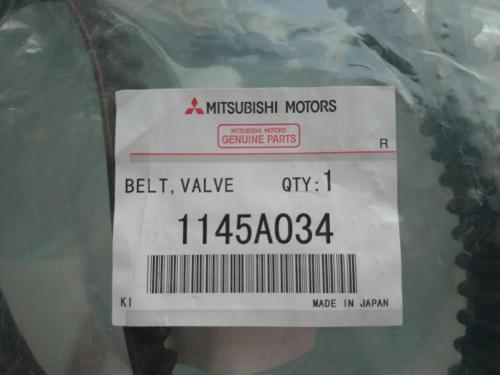 MITSUBISHI MOTORS
MITSUBISHI MOTORS
GENUINE PARTS
R
BELT, VALVE QTY:1
1145A034
KI MADE IN JAPAN